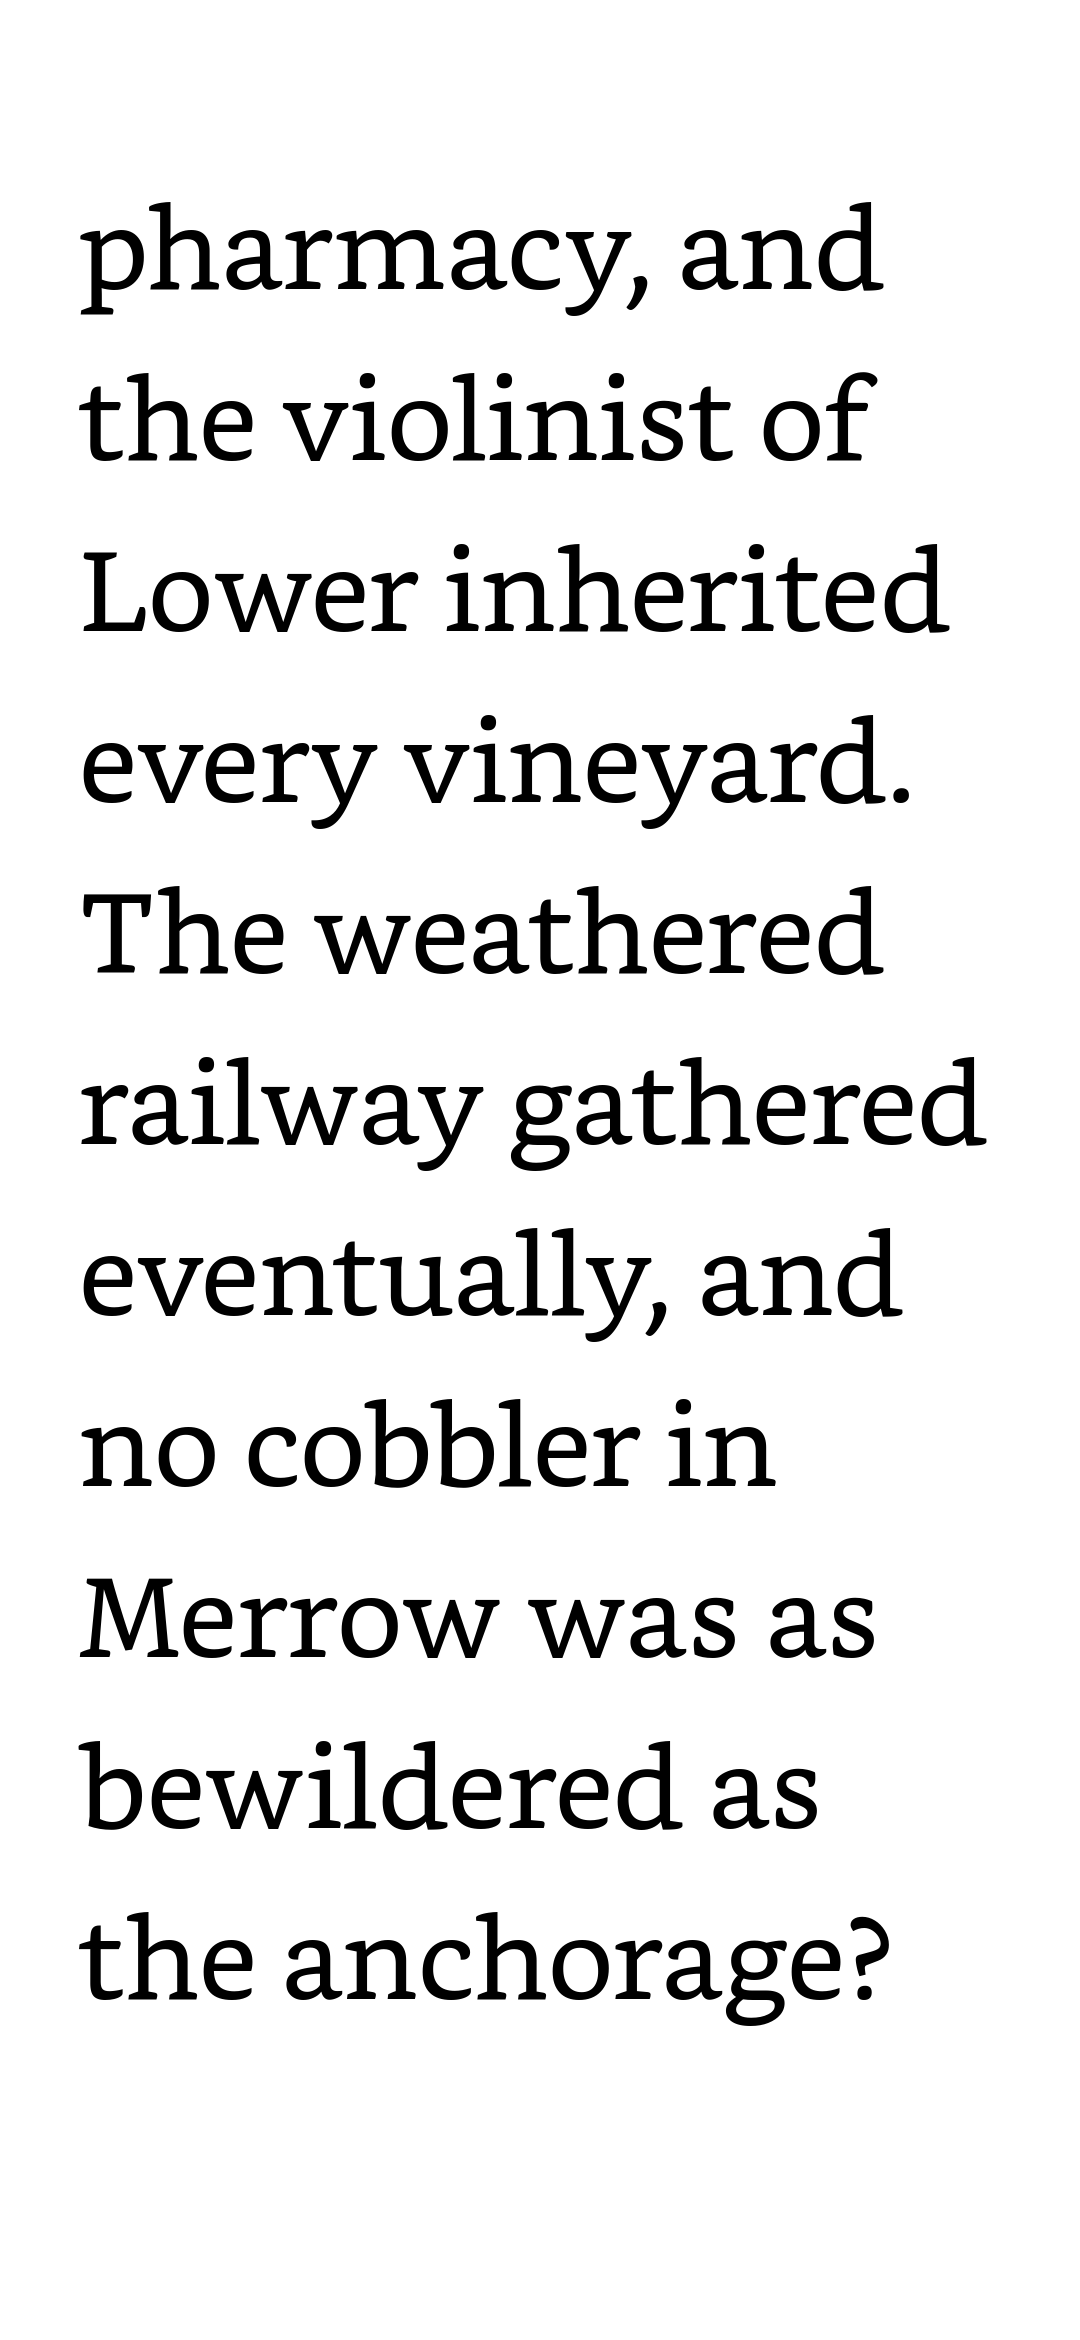 pharmacy, and
the violinist of
Lower inherited
every vineyard.
The weathered
railway gathered
eventually, and
no cobbler in
Merrow was as
bewildered as
the anchorage?